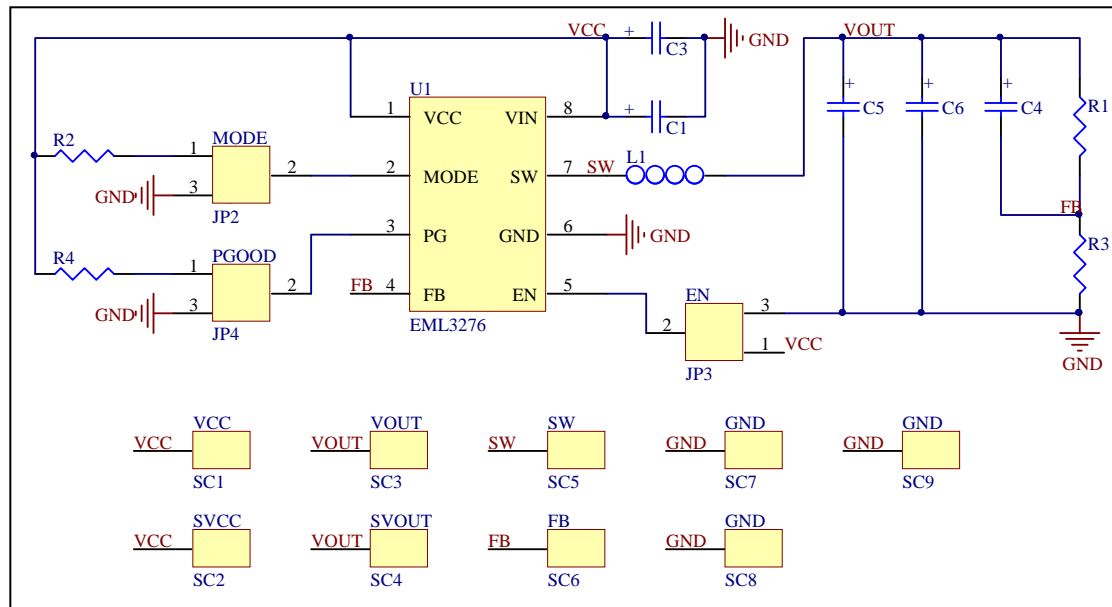 VCC + C3 GND VOUT
U1 + C1 + C5 + C6 + C4 R1
1 VCC VIN 8
R2 1 MODE 2 2 MODE SW 7 SW L1
GND 3 JP2
FB
3 PG GND 6 GND R3
R4 1 PGOOD 2
GND 3 JP4
FB 4 FB EN 5
EML3276
EN 3
2
1 VCC
JP3
GND
VCC VCC SC1
VOUT VOUT SC3
SW SW SC5
GND GND SC7
GND GND SC9
VCC SVCC SC2
VOUT SVOUT SC4
FB FB SC6
GND GND SC8